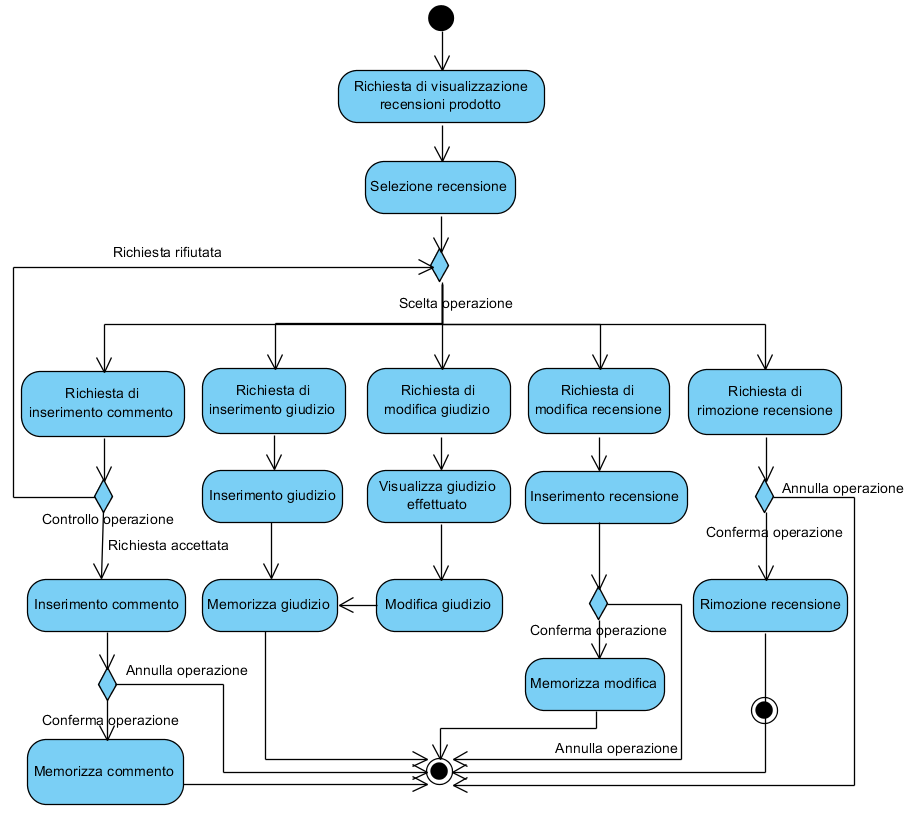 Richiesta di visualizzazione
recensioni prodotto
Selezione recensione
Richiesta rifiutata
Scelta operazione
Richiesta di
inserimento commento
Richiesta di
inserimento giudizio
Richiesta di
modifica giudizio
Richiesta di
modifica recensione
Richiesta di
rimozione recensione
Controllo operazione
Richiesta accettata
Inserimento giudizio
Visualizza giudizio
effettuato
Inserimento recensione
Annulla operazione
Conferma operazione
Inserimento commento
Memorizza giudizio
Modifica giudizio
Conferma operazione
Rimozione recensione
Annulla operazione
Conferma operazione
Memorizza modifica
Annulla operazione
Memorizza commento